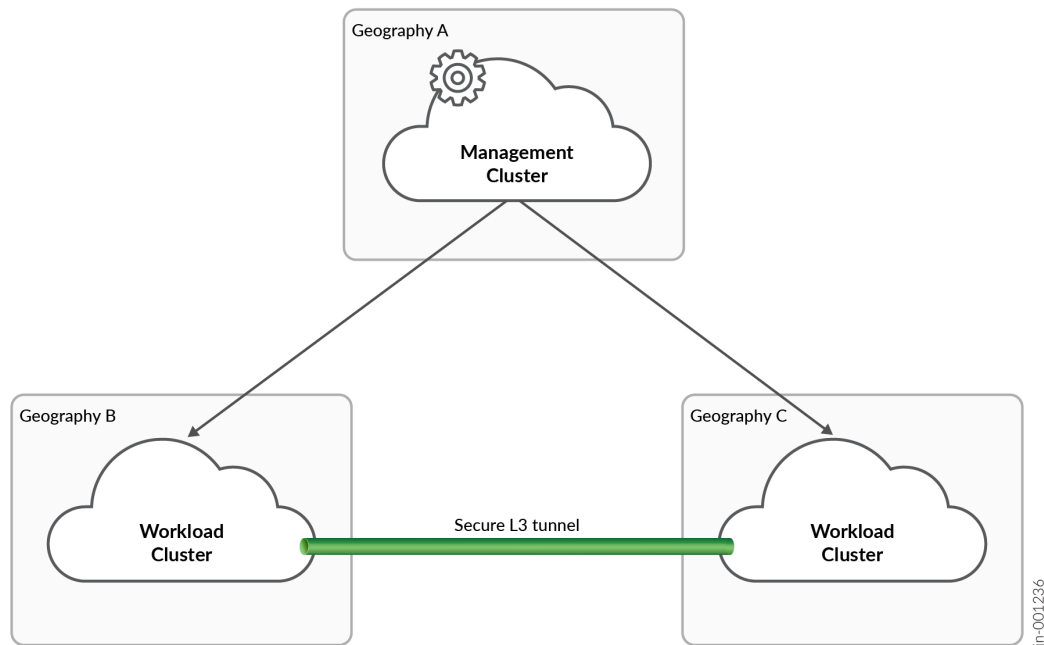 Geography A
Management
Cluster
Geography B
Geography C
Secure L3 tunnel
Workload
Cluster
Workload
Cluster
jn-001236